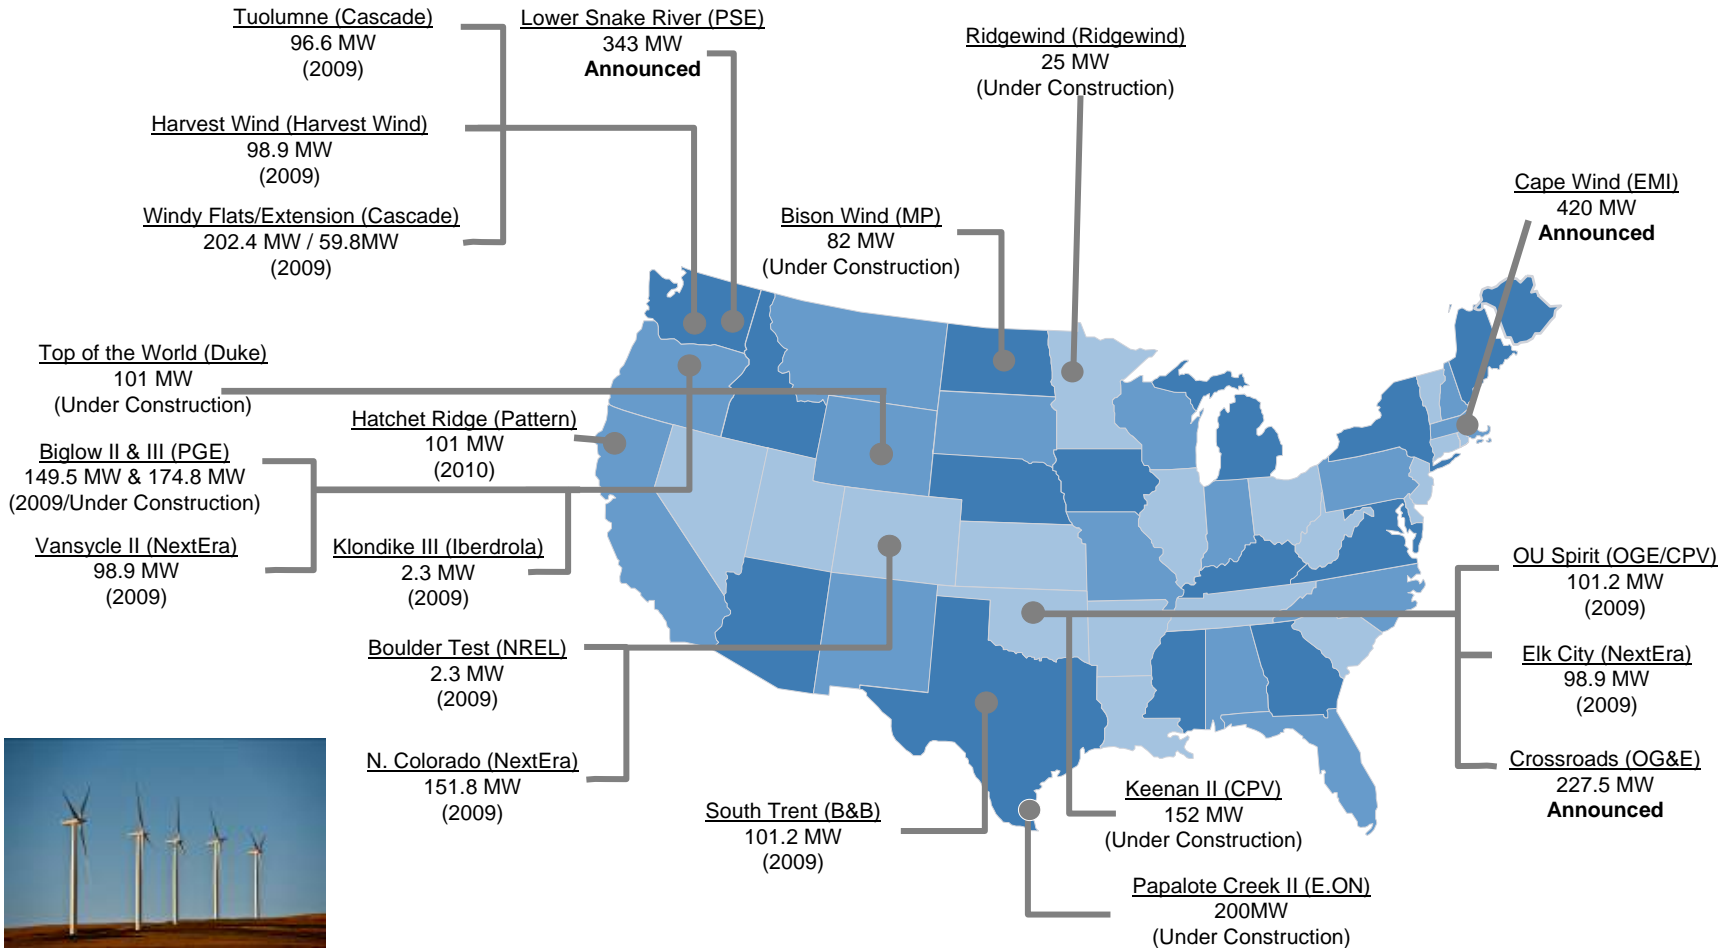 Tuolumne (Cascade)
96.6 MW
(2009)
Lower Snake River (PSE)
343 MW
Announced
Ridgewind (Ridgewind)
25 MW
(Under Construction)
Harvest Wind (Harvest Wind)
98.9 MW
(2009)
Cape Wind (EMI)
420 MW
Announced
Windy Flats/Extension (Cascade)
202.4 MW / 59.8MW
(2009)
Bison Wind (MP)
82 MW
(Under Construction)
Top of the World (Duke)
101 MW
(Under Construction)
Hatchet Ridge (Pattern)
101 MW
(2010)
Biglow II & III (PGE)
149.5 MW & 174.8 MW
(2009/Under Construction)
Vansycle II (NextEra)
98.9 MW
(2009)
Klondike III (Iberdrola)
2.3 MW
(2009)
OU Spirit (OGE/CPV)
101.2 MW
(2009)
Boulder Test (NREL)
2.3 MW
(2009)
Elk City (NextEra)
98.9 MW
(2009)
N. Colorado (NextEra)
151.8 MW
(2009)
Crossroads (OG&E)
227.5 MW
Announced
South Trent (B&B)
101.2 MW
(2009)
Keenan II (CPV)
152 MW
(Under Construction)
Papalote Creek II (E.ON)
200MW
(Under Construction)